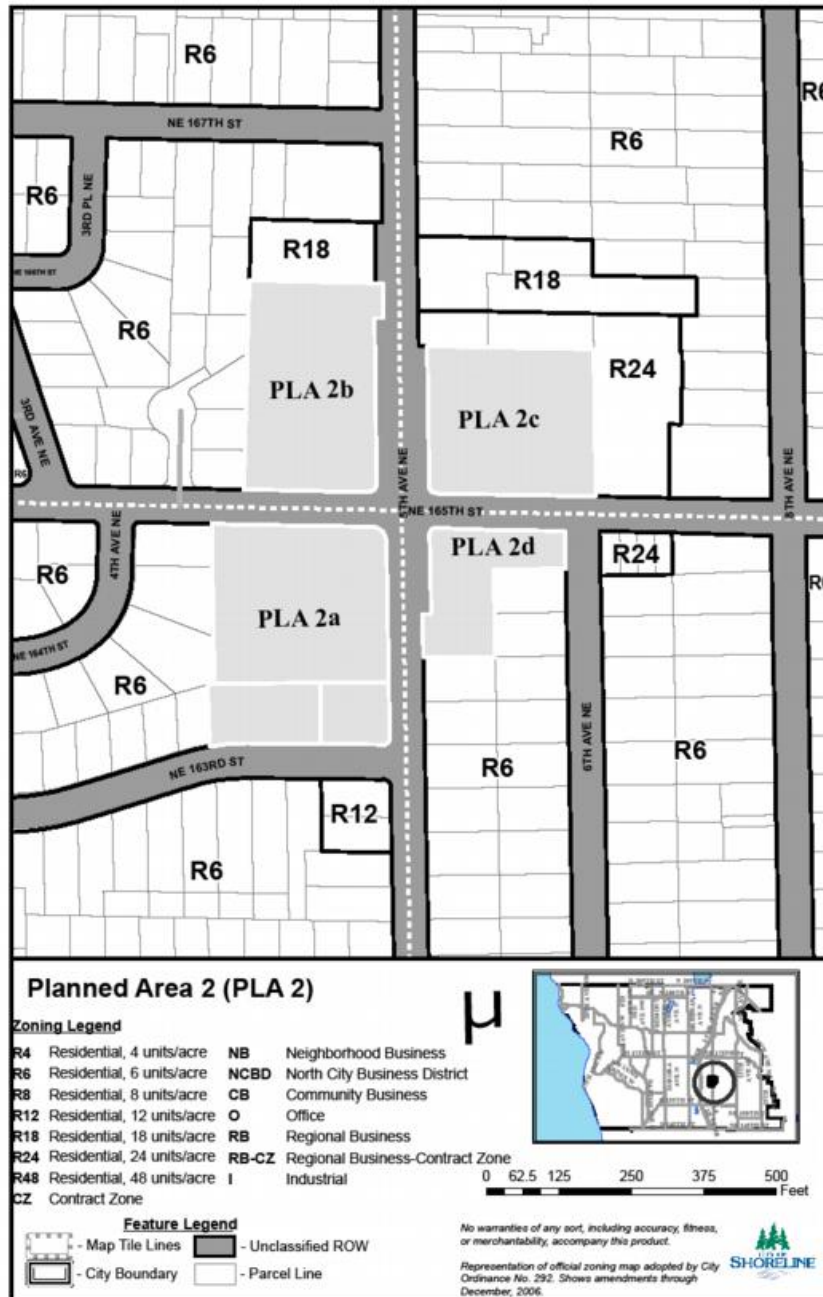 R6
NE 167TH ST
R6
R6
R6
3RD PL NE
R18
NE 166TH ST
R18
R6
R24
PLA 2b
PLA 2c
3RD AVE NE
R6
5TH AVE NE
NE 165TH ST
8TH AVE NE
4TH AVE NE
R6
PLA 2d
R24
PLA 2a
NE 164TH ST
R6
6TH AVE NE
R6
R6
NE 163RD ST
R12
R6
Planned Area 2 (PLA 2)
μ
Zoning Legend
R4 Residential, 4 units/acre NB Neighborhood Business
R6 Residential, 6 units/acre NCBD North City Business District
R8 Residential, 8 units/acre CB Community Business
R12 Residential, 12 units/acre O Office
R18 Residential, 18 units/acre RB Regional Business
R24 Residential, 24 units/acre RB-CZ Regional Business-Contract Zone
R48 Residential, 48 units/acre I Industrial
CZ Contract Zone
0 62.5 125 250 375 500
Feet
Feature Legend
- Map Tile Lines - Unclassified ROW
- City Boundary - Parcel Line
No warranties of any sort, including accuracy, fitness,
or merchantability, accompany this product.
Representation of official zoning map adopted by City
Ordinance No. 292. Shows amendments through
December, 2006.
CITY OF
SHORELINE